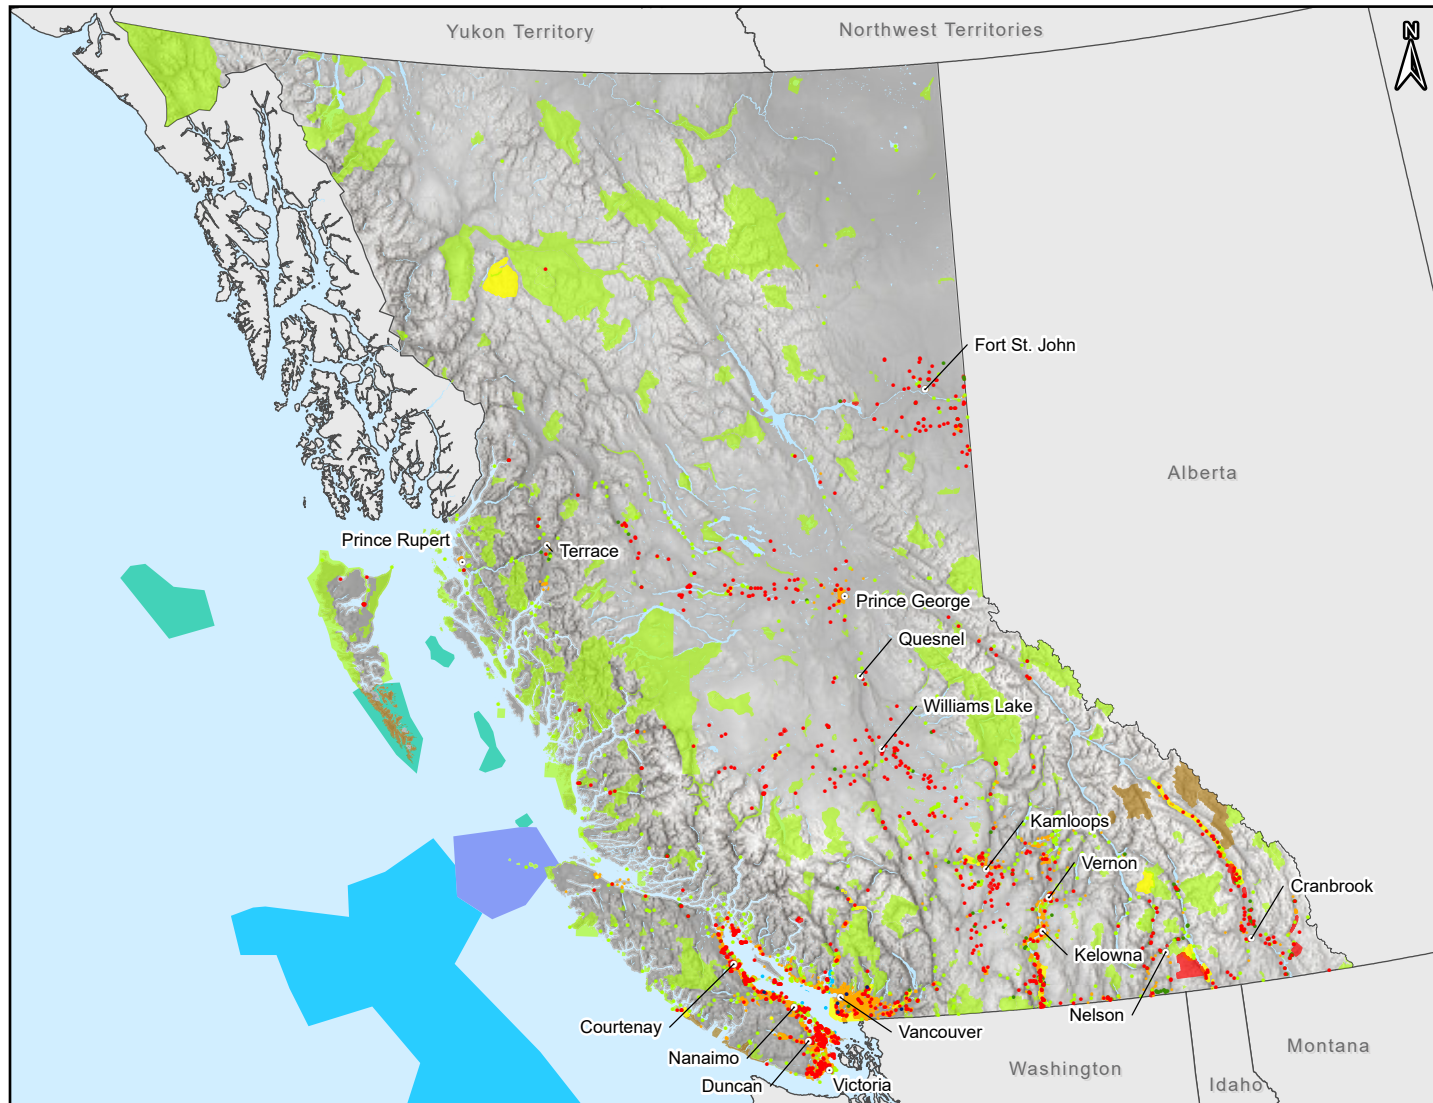 Yukon Territory
Northwest Territories
N
Fort St. John
Alberta
Prince Rupert
Terrace
Prince George
Quesnel
Williams Lake
Kamloops
Vernon
Cranbrook
Kelowna
Nelson
Courtenay
Vancouver
Nanaimo
Duncan
Victoria
Washington
Montana
Idaho